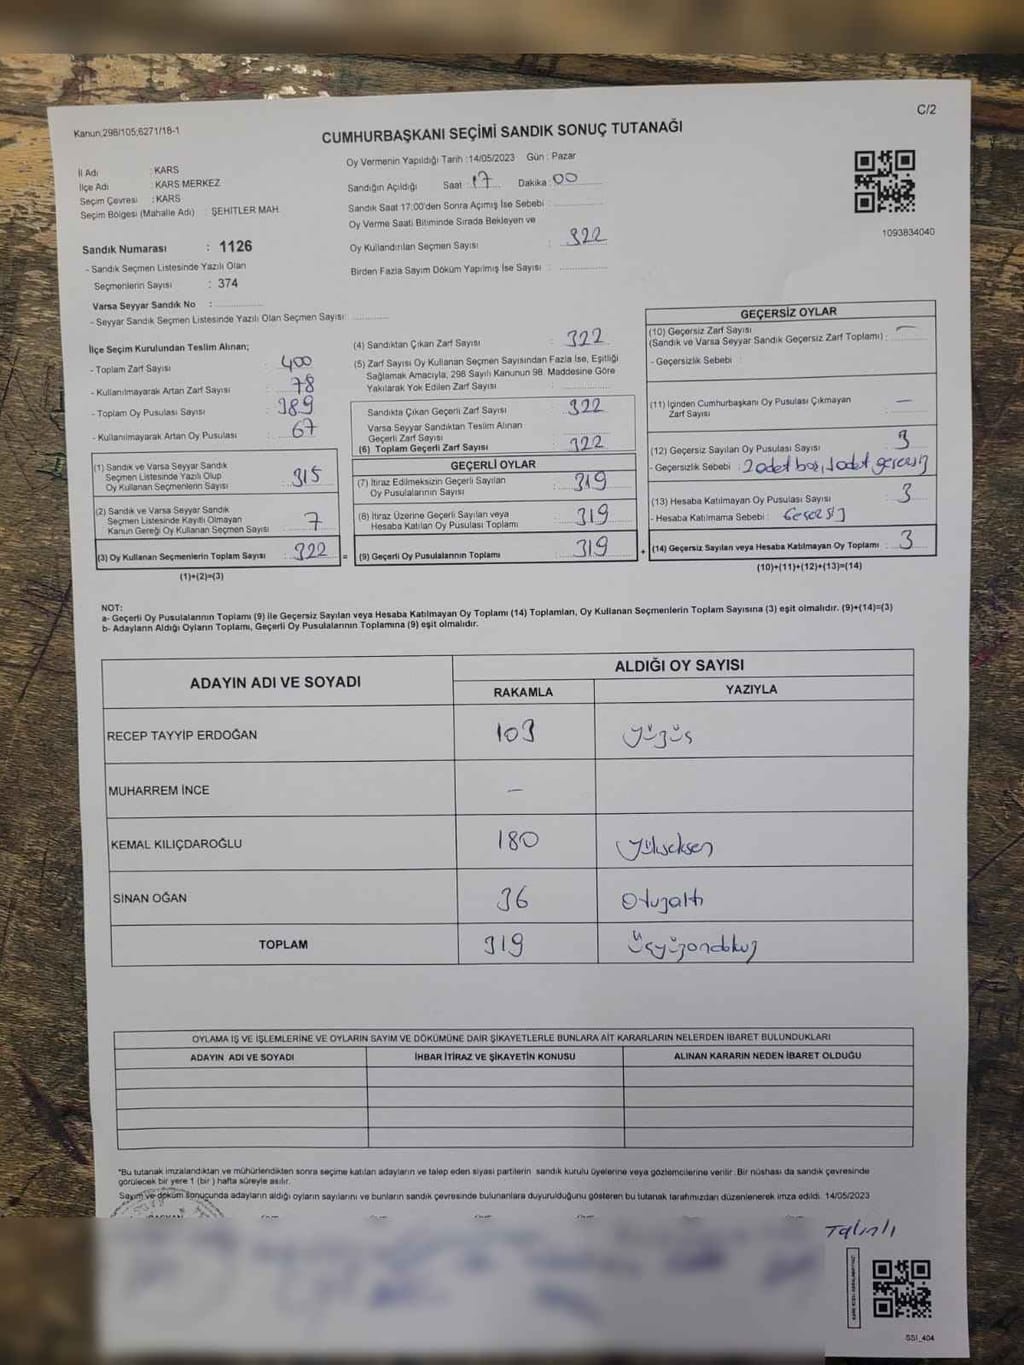 Kanun;298/105;6271/18-1
C/2
CUMHURBAŞKANI SEÇİMİ SANDIK SONUÇ TUTANAĞI
İl Adı : KARS
İlçe Adı : KARS MERKEZ
Seçim Çevresi : KARS
Seçim Bölgesi (Mahalle Adı) : ŞEHİTLER MAH.
Sandık Numarası : 1126
- Sandık Seçmen Listesinde Yazılı Olan
Seçmenlerin Sayısı : 374
Varsa Seyyar Sandık No :
- Seyyar Sandık Seçmen Listesinde Yazılı Olan Seçmen Sayısı:
Oy Vermenin Yapıldığı Tarih :14/05/2023 Gün : Pazar
Sandığın Açıldığı Saat : 17 Dakika : 00
Sandık Saat 17:00'den Sonra Açımış İse Sebebi :
Oy Verme Saati Bitiminde Sırada Bekleyen ve
Oy Kullandırılan Seçmen Sayısı : 322
Birden Fazla Sayım Döküm Yapılmış İse Sayısı :
1093834040
İlçe Seçim Kurulundan Teslim Alınan;
- Toplam Zarf Sayısı : 400
- Kullanılmayarak Artan Zarf Sayısı : 78
- Toplam Oy Pusulası Sayısı : 389
- Kullanılmayarak Artan Oy Pusulası : 67
(1) Sandık ve Varsa Seyyar Sandık
Seçmen Listesinde Yazılı Olup
Oy Kullanan Seçmenlerin Sayısı : 315
(2) Sandık ve Varsa Seyyar Sandık
Seçmen Listesinde Kayıtlı Olmayan
Kanun Gereği Oy Kullanan Seçmen Sayısı : 7
(3) Oy Kullanan Seçmenlerin Toplam Sayısı : 322
(1)+(2)=(3)
(4) Sandıktan Çıkan Zarf Sayısı : 322
(5) Zarf Sayısı Oy Kullanan Seçmen Sayısından Fazla İse, Eşitliği
Sağlamak Amacıyla, 298 Sayılı Kanunun 98. Maddesine Göre
Yakılarak Yok Edilen Zarf Sayısı :
Sandıkta Çıkan Geçerli Zarf Sayısı : 322
Varsa Seyyar Sandıktan Teslim Alınan
Geçerli Zarf Sayısı :
(6) Toplam Geçerli Zarf Sayısı : 322
GEÇERLİ OYLAR
(7) İtiraz Edilmeksizin Geçerli Sayılan
Oy Pusulalarının Sayısı : 319
(8) İtiraz Üzerine Geçerli Sayılan veya
Hesaba Katılan Oy Pusulası Toplamı : 319
= (9) Geçerli Oy Pusulalarının Toplamı : 319
GEÇERSİZ OYLAR
(10) Geçersiz Zarf Sayısı
(Sandık ve Varsa Seyyar Sandık Geçersiz Zarf Toplamı) : —
- Geçersizlik Sebebi :
(11) İçinden Cumhurbaşkanı Oy Pusulası Çıkmayan
Zarf Sayısı : —
(12) Geçersiz Sayılan Oy Pusulası Sayısı : 3
- Geçersizlik Sebebi : 2 adet boş, 1 adet geçersiz
(13) Hesaba Katılmayan Oy Pusulası Sayısı : 3
- Hesaba Katılmama Sebebi : Geçersiz
+ (14) Geçersiz Sayılan veya Hesaba Katılmayan Oy Toplamı : 3
(10)+(11)+(12)+(13)=(14)
NOT:
a- Geçerli Oy Pusulalarının Toplamı (9) ile Geçersiz Sayılan veya Hesaba Katılmayan Oy Toplamı (14) Toplamları, Oy Kullanan Seçmenlerin Toplam Sayısına (3) eşit olmalıdır. (9)+(14)=(3)
b- Adayların Aldığı Oyların Toplamı, Geçerli Oy Pusulalarının Toplamına (9) eşit olmalıdır.
ADAYIN ADI VE SOYADI
ALDIĞI OY SAYISI
RAKAMLA YAZIYLA
RECEP TAYYİP ERDOĞAN 103 Yüzüs
MUHARREM İNCE —
KEMAL KILIÇDAROĞLU 180 Yükseksen
SİNAN OĞAN 36 Otuzaltı
TOPLAM 319 Üçyüzondokuz
OYLAMA İŞ VE İŞLEMLERİNE VE OYLARIN SAYIM VE DÖKÜMÜNE DAİR ŞİKAYETLERLE BUNLARA AİT KARARLARIN NELERDEN İBARET BULUNDUKLARI
ADAYIN ADI VE SOYADI İHBAR İTİRAZ VE ŞİKAYETİN KONUSU ALINAN KARARIN NEDEN İBARET OLDUĞU
*Bu tutanak imzalandıktan ve mühürlendikten sonra seçime katılan adayların ve talep eden siyasi partilerin sandık kurulu üyelerine veya gözlemcilerine verilir. Bir nüshası da sandık çevresinde
görülecek bir yere 1 (bir) hafta süreyle asılır.
Sayım ve döküm sonucunda adayların aldığı oyların sayılarını ve bunların sandık çevresinde bulunanlara duyurulduğunu gösteren bu tutanak tarafımızdan düzenlenerek imza edildi. 14/05/2023
BAŞKAN
SSI_404